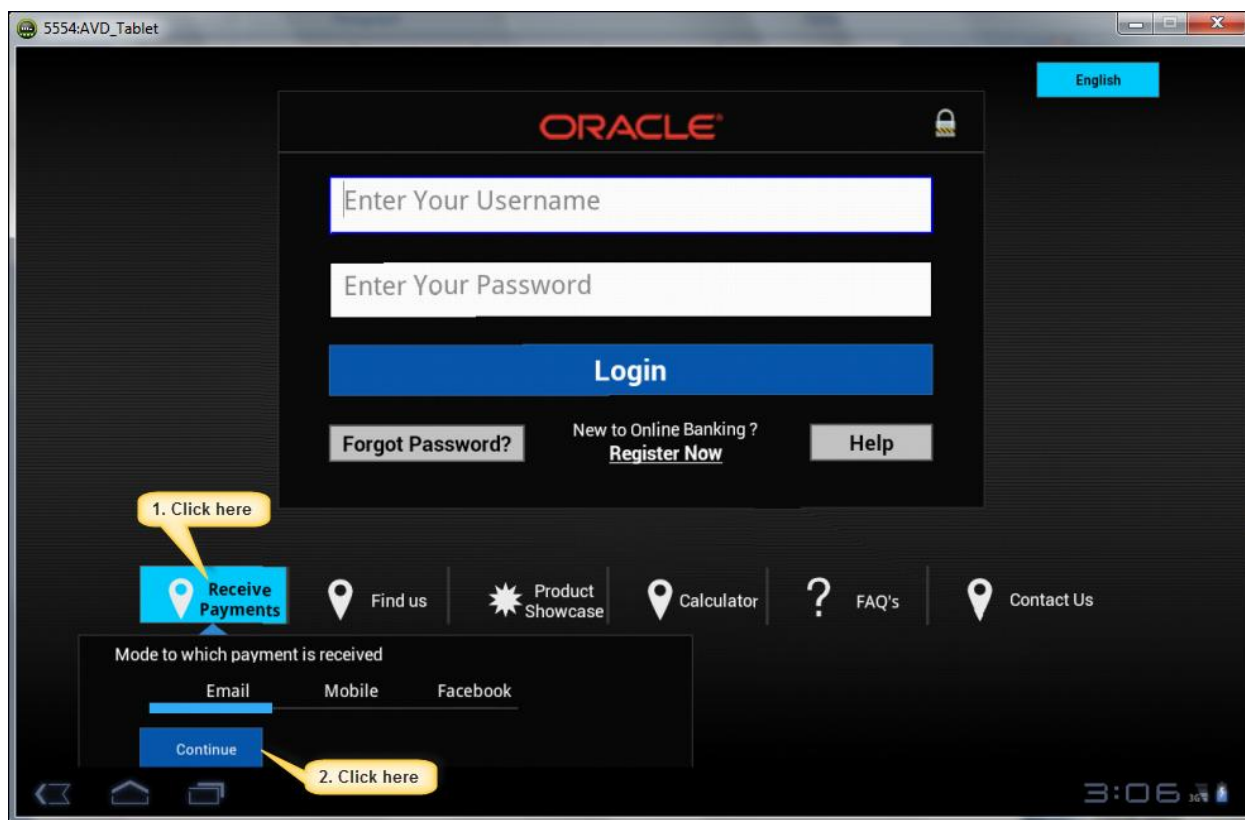 5554:AVD_Tablet
English
ORACLE®
Enter Your Username
Enter Your Password
Login
Forgot Password?
New to Online Banking ?
Register Now
Help
1. Click here
Receive
Payments
Find us
Product
Showcase
Calculator
?
FAQ's
Contact Us
Mode to which payment is received
Email
Mobile
Facebook
Continue
2. Click here
3:06
3G